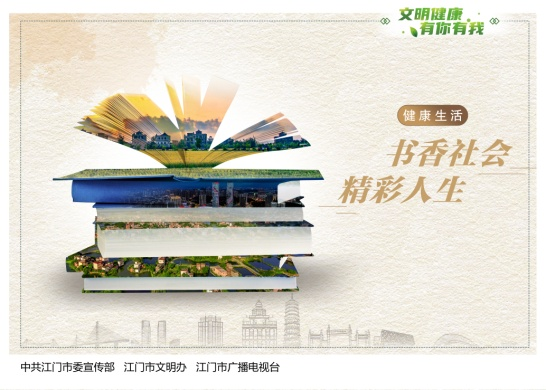 文明健康
有你有我
健康生活
书香社会
精彩人生
中共江门市委宣传部 江门市文明办 江门市广播电视台